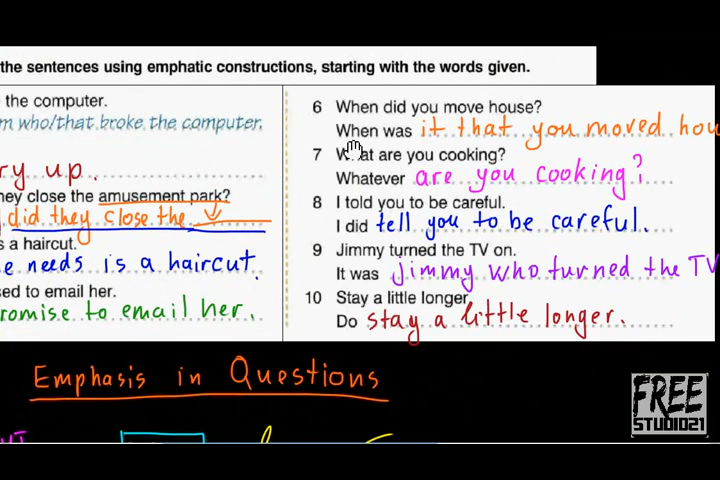 the sentences using emphatic constructions, starting with the words given.
the computer.
m who/that broke the computer.
ry up.
hey close the amusement park?
did they close the
s a haircut.
e needs is a haircut.
sed to email her.
romise to email her.
6 When did you move house?
When was it that you moved hou
7 What are you cooking?
Whatever are you cooking?
8 I told you to be careful.
I did tell you to be careful.
9 Jimmy turned the TV on.
It was jimmy who turned the TV
10 Stay a little longer.
Do stay a little longer.
Emphasis in Questions
FREE
STUDIO21